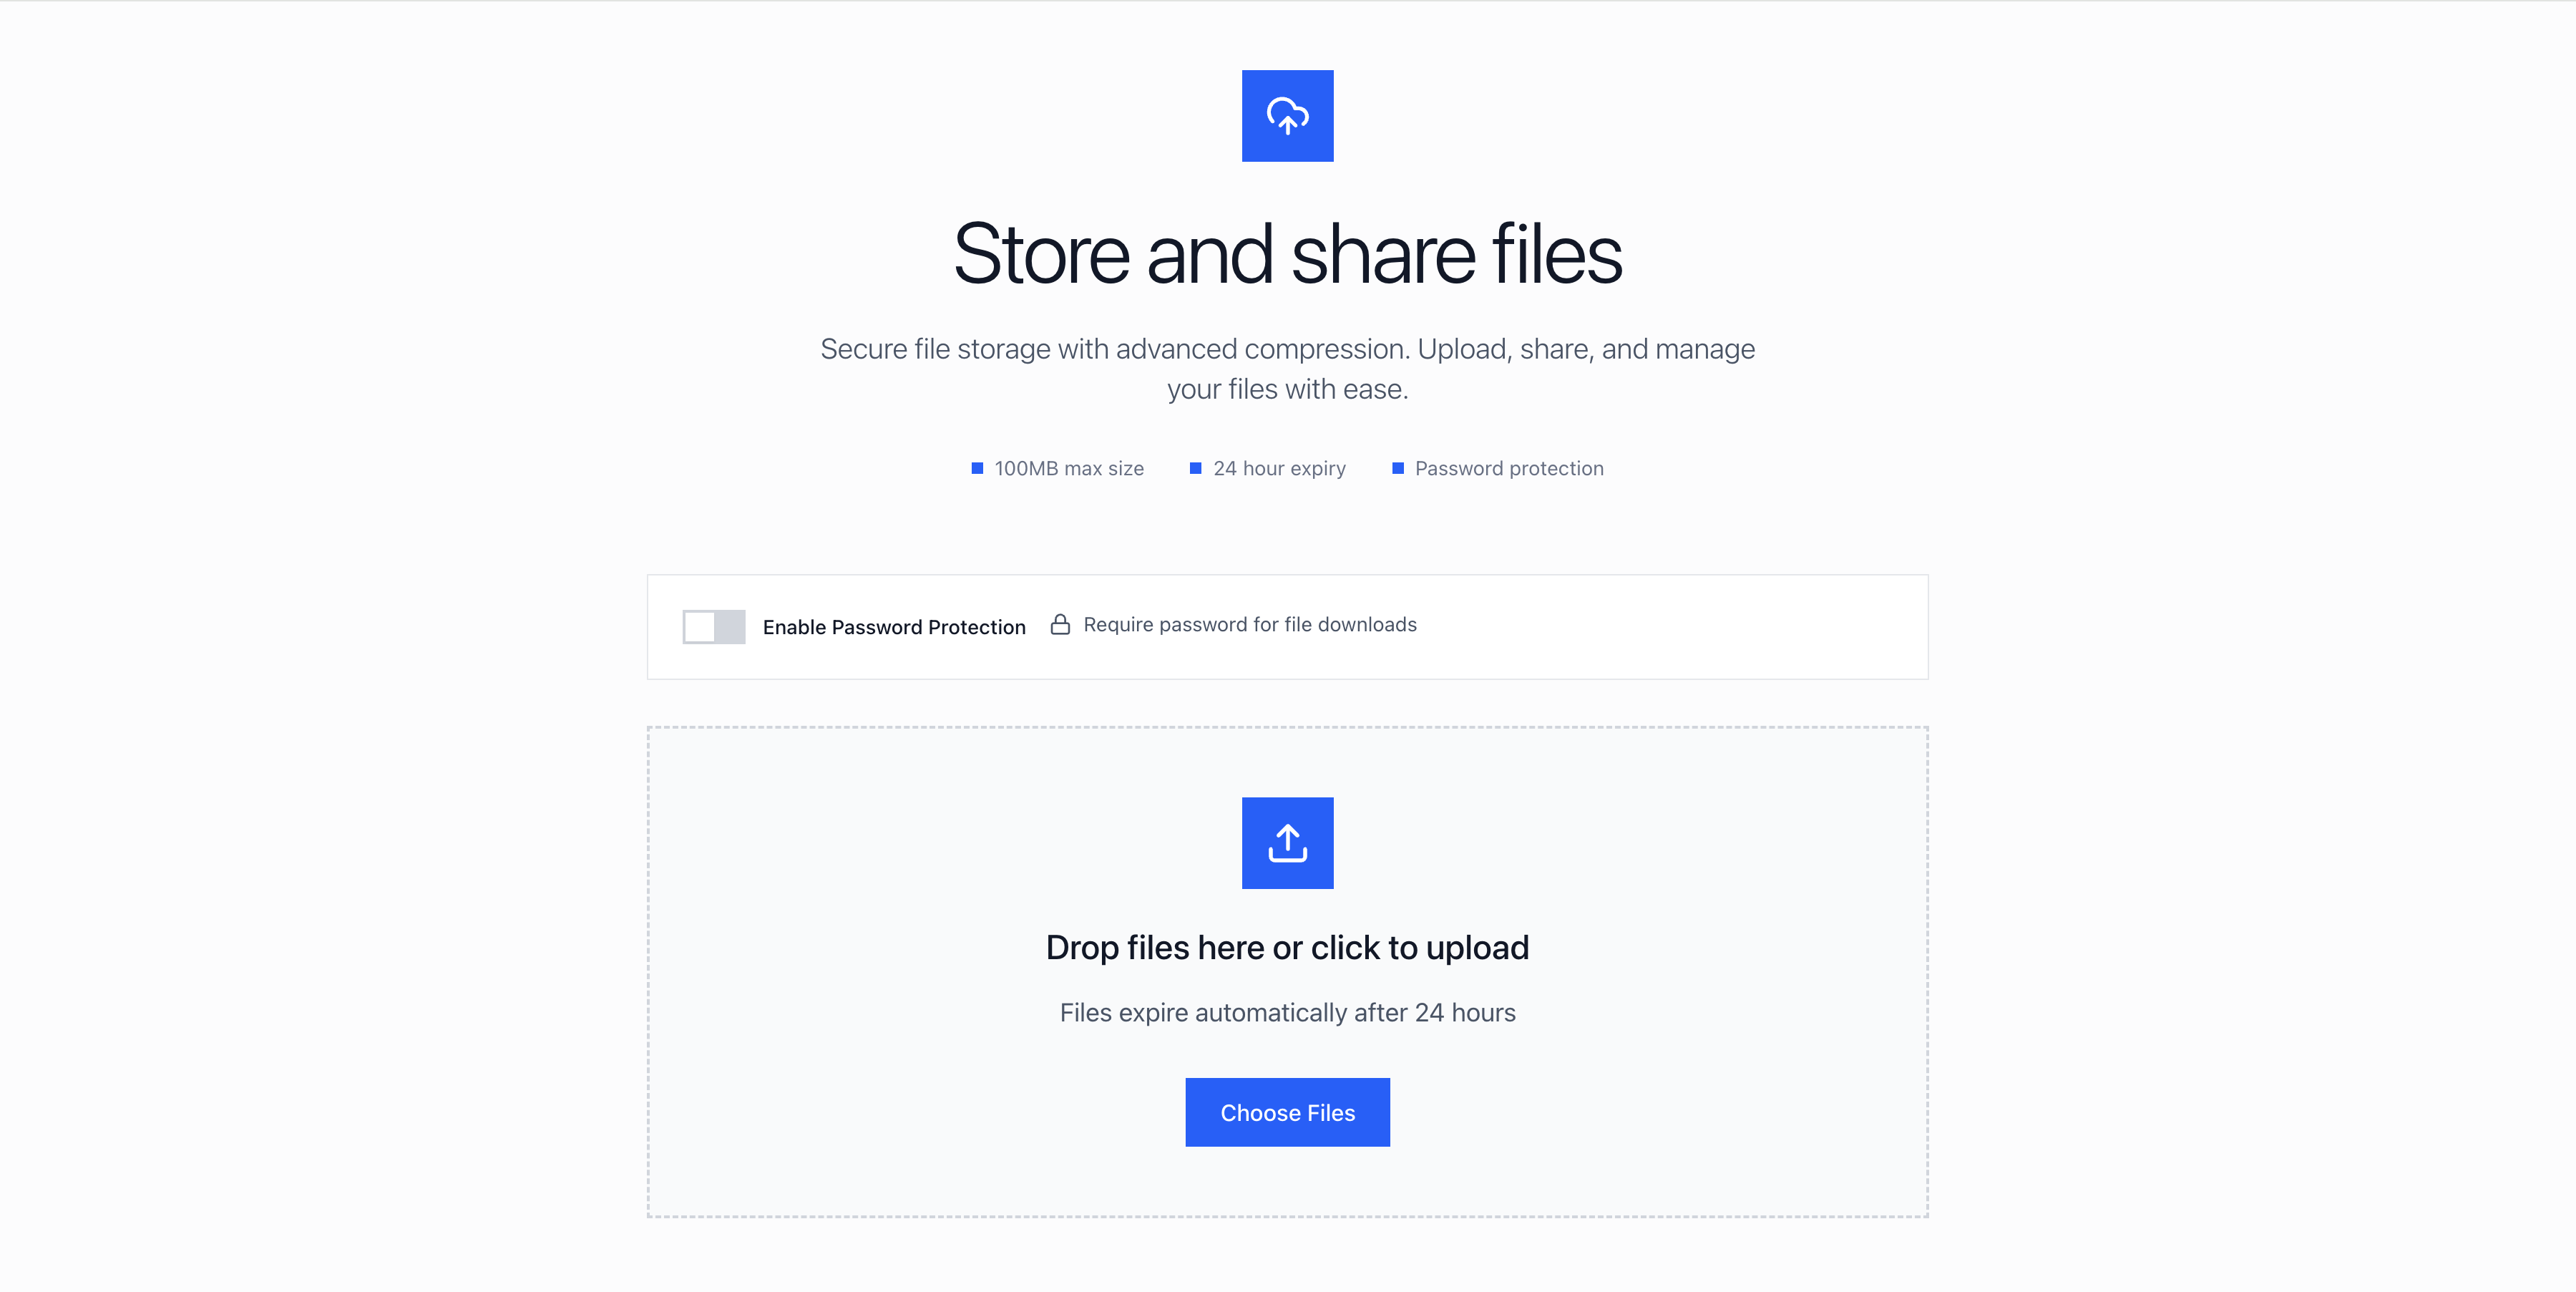 Store and share files
Secure file storage with advanced compression. Upload, share, and manage
your files with ease.
100MB max size
24 hour expiry
Password protection
Enable Password Protection
Require password for file downloads
Drop files here or click to upload
Files expire automatically after 24 hours
Choose Files